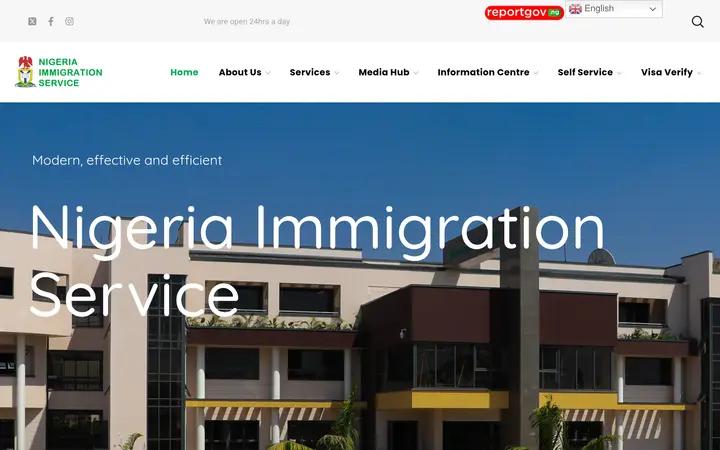 We are open 24hrs a day
reportgov.ng
English
NIGERIA
IMMIGRATION
SERVICE
Home
About Us
Services
Media Hub
Information Centre
Self Service
Visa Verify
Modern, effective and efficient
Nigeria Immigration
Service